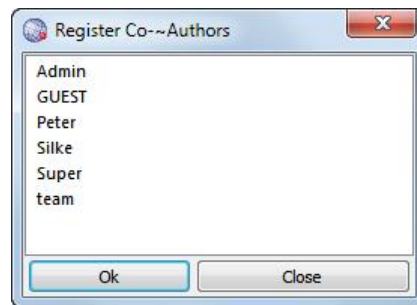 Register Co-~Authors
Admin
GUEST
Peter
Silke
Super
team
Ok Close